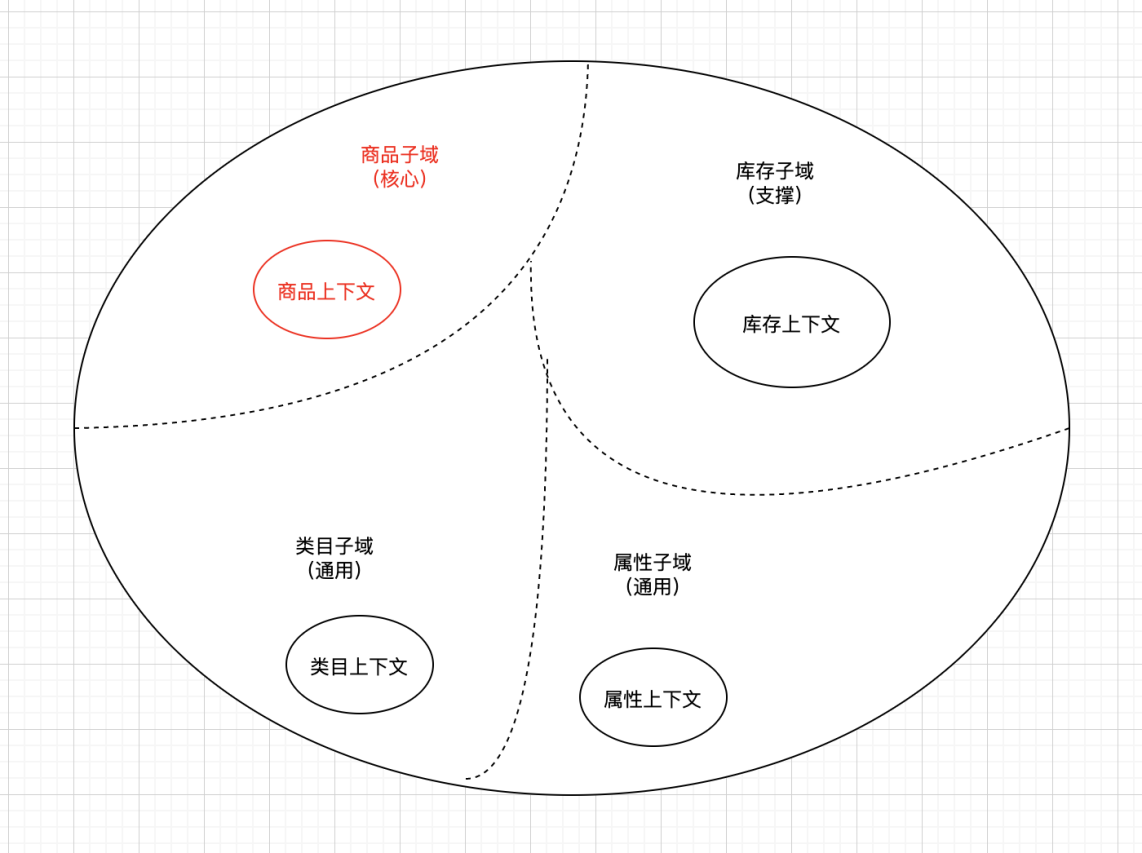 商品子域
(核心)
库存子域
(支撑)
商品上下文
库存上下文
类目子域
(通用)
属性子域
(通用)
类目上下文
属性上下文